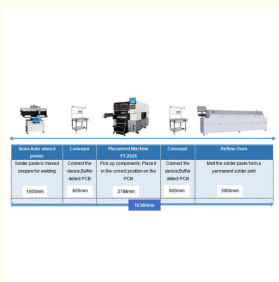 Semi-Auto stencil printer
Conveyor
Placement Machine YT-2025
Conveyor
Reflow Oven
Solder paste is missed prepare for welding
Connect the device,Buffer detect PCB
Pick up components, Place it in the correct position on the PCB
Connect the device,Buffer detect PCB
Melt the solder paste form a permanent solder joint
1400mm
600mm
2788mm
600mm
5000mm
10388mm